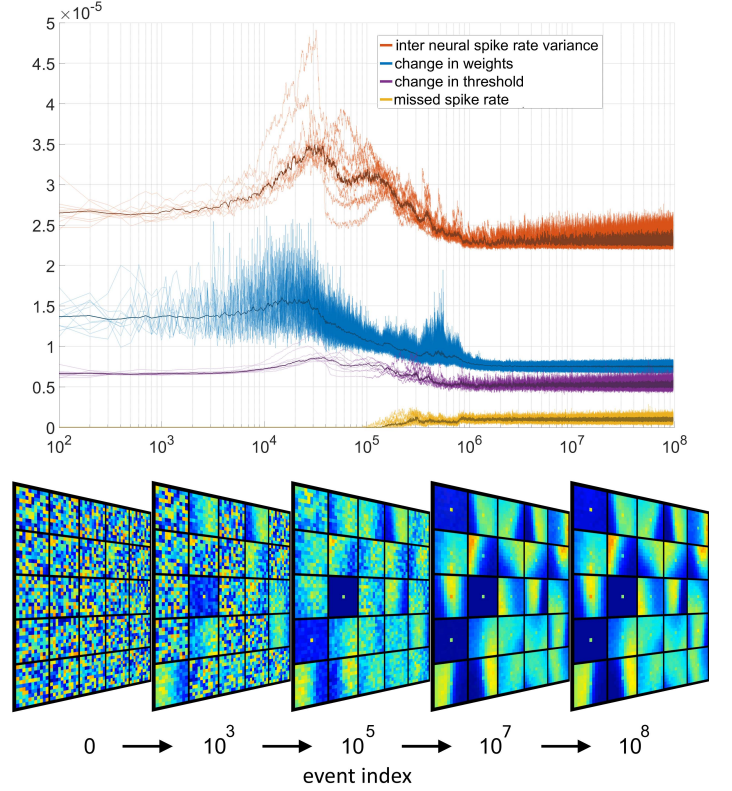 5 ×10⁻⁵
4.5
4
3.5
3
2.5
2
1.5
1
0.5
0
inter neural spike rate variance
change in weights
change in threshold
missed spike rate
10² 10³ 10⁴ 10⁵ 10⁶ 10⁷ 10⁸
0 → 10³ → 10⁵ → 10⁷ → 10⁸
event index